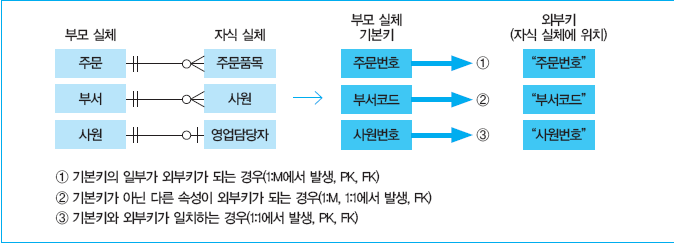 부모 실체 자식 실체 부모 실체 기본키 외부키 (자식 실체에 위치)
주문 주문품목 주문번호 ① “주문번호”
부서 사원 부서코드 ② “부서코드”
사원 영업담당자 사원번호 ③ “사원번호”
① 기본키의 일부가 외부키가 되는 경우(1:M에서 발생, PK, FK)
② 기본키가 아닌 다른 속성이 외부키가 되는 경우(1:M, 1:1에서 발생, FK)
③ 기본키와 외부키가 일치하는 경우(1:1에서 발생, PK, FK)